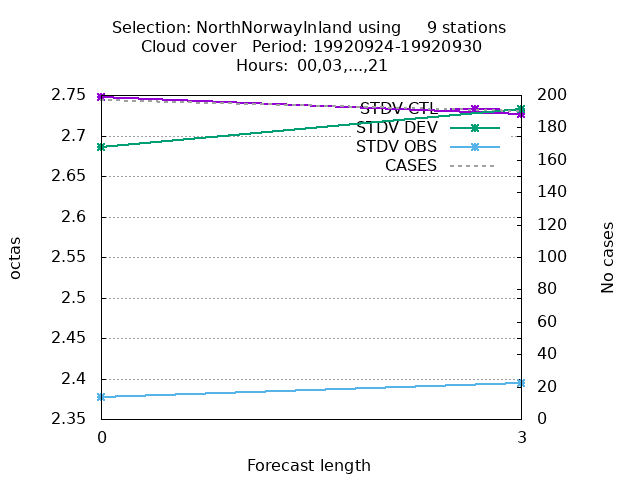 Selection: NorthNorwayInland using 9 stations
Cloud cover Period: 19920924-19920930
Hours: 00,03,...,21
2.75
2.7
2.65
2.6
2.55
2.5
2.45
2.4
2.35
200
180
160
140
120
100
80
60
40
20
0
STDV CTL
STDV DEV
STDV OBS
CASES
octas
No cases
0
3
Forecast length